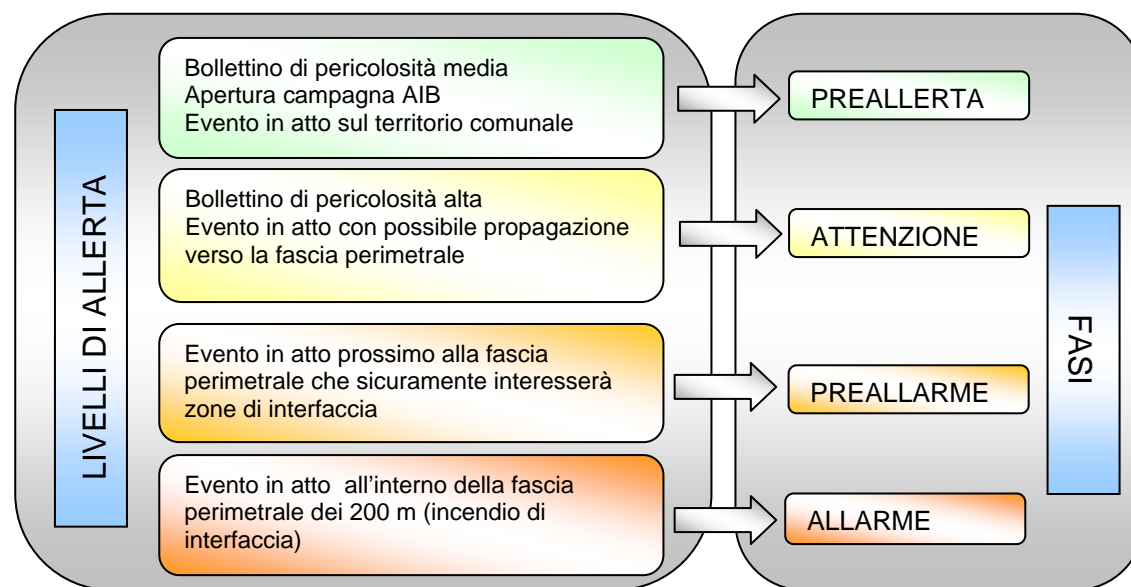 LIVELLI DI ALLERTA
Bollettino di pericolosità media
Apertura campagna AIB
Evento in atto sul territorio comunale
PREALLERTA
Bollettino di pericolosità alta
Evento in atto con possibile propagazione
verso la fascia perimetrale
ATTENZIONE
Evento in atto prossimo alla fascia
perimetrale che sicuramente interesserà
zone di interfaccia
PREALLARME
Evento in atto all’interno della fascia
perimetrale dei 200 m (incendio di
interfaccia)
ALLARME
FASI